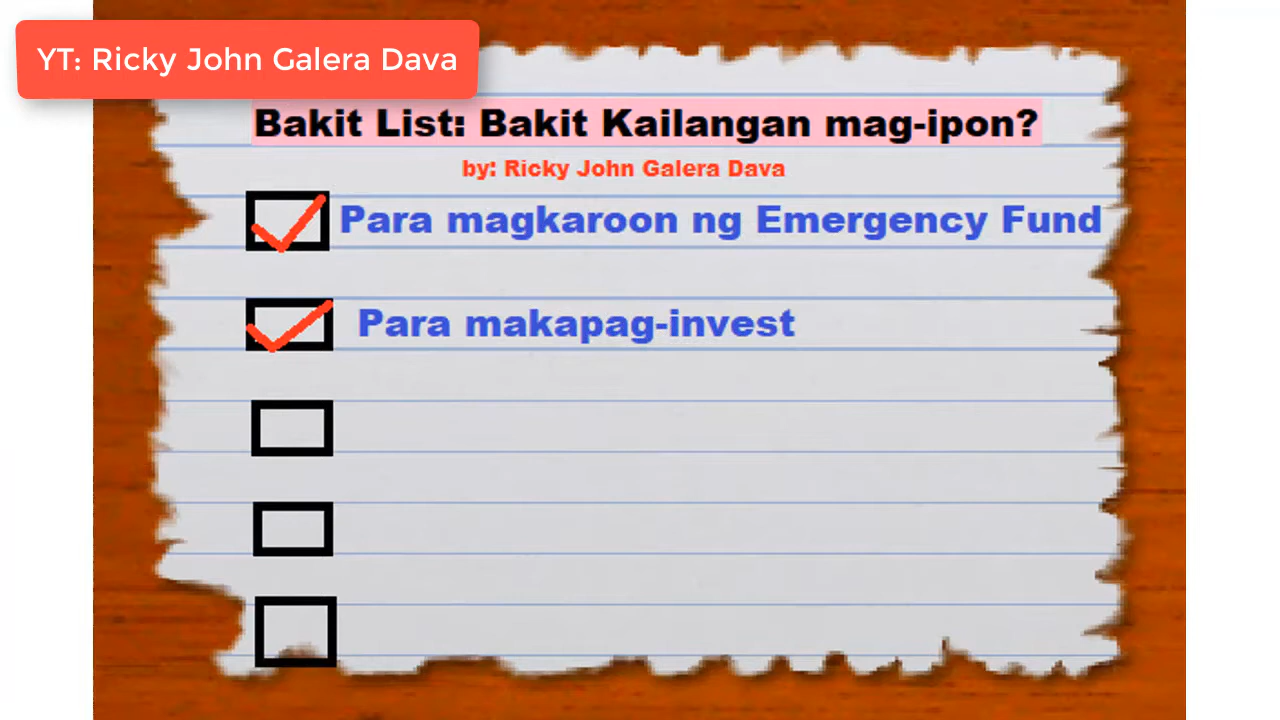 YT: Ricky John Galera Dava
Bakit List: Bakit Kailangan mag-ipon?
by: Ricky John Galera Dava
Para magkaroon ng Emergency Fund
Para makapag-invest